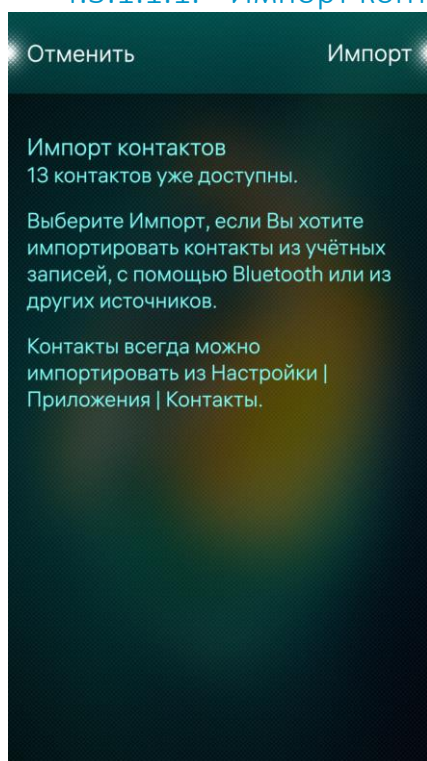 Отменить Импорт
Импорт контактов
13 контактов уже доступны.
Выберите Импорт, если Вы хотите
импортировать контакты из учётных
записей, с помощью Bluetooth или из
других источников.
Контакты всегда можно
импортировать из Настройки |
Приложения | Контакты.